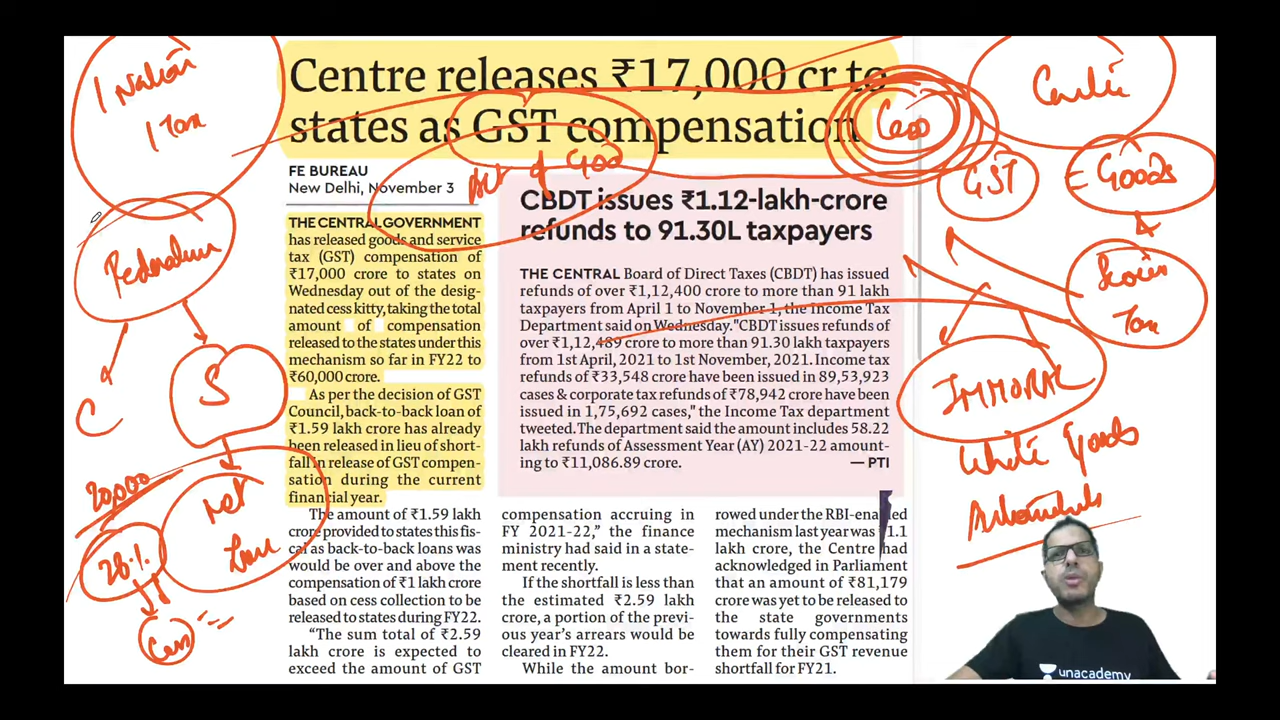 Centre releases ₹17,000 cr to
states as GST compensation
FE BUREAU
New Delhi, November 3
THE CENTRAL GOVERNMENT
has released goods and service
tax (GST) compensation of
₹17,000 crore to states on
Wednesday out of the desig-
nated cess kitty, taking the total
amount of compensation
released to the states under this
mechanism so far in FY22 to
₹60,000 crore.
As per the decision of GST
Council, back-to-back loan of
₹1.59 lakh crore has already
been released in lieu of short-
fall in release of GST compen-
sation during the current
financial year.
The amount of ₹1.59 lakh
crore provided to states this fis-
cal as back-to-back loans was
would be over and above the
compensation of ₹1 lakh crore
based on cess collection to be
released to states during FY22.
"The sum total of ₹2.59
lakh crore is expected to
exceed the amount of GST
CBDT issues ₹1.12-lakh-crore
refunds to 91.30L taxpayers
THE CENTRAL Board of Direct Taxes (CBDT) has issued
refunds of over ₹1,12,400 crore to more than 91 lakh
taxpayers from April 1 to November 1, the Income Tax
Department said on Wednesday. "CBDT issues refunds of
over ₹1,12,489 crore to more than 91.30 lakh taxpayers
from 1st April, 2021 to 1st November, 2021. Income tax
refunds of ₹33,548 crore have been issued in 89,53,923
cases & corporate tax refunds of ₹78,942 crore have been
issued in 1,75,692 cases," the Income Tax department
tweeted. The department said the amount includes 58.22
lakh refunds of Assessment Year (AY) 2021-22 amount-
ing to ₹11,086.89 crore.
— PTI
compensation accruing in
FY 2021-22," the finance
ministry had said in a state-
ment recently.
If the shortfall is less than
the estimated ₹2.59 lakh
crore, a portion of the previ-
ous year's arrears would be
cleared in FY22.
While the amount bor-
rowed under the RBI-enabled
mechanism last year was ₹1.1
lakh crore, the Centre had
acknowledged in Parliament
that an amount of ₹81,179
crore was yet to be released to
the state governments
towards fully compensating
them for their GST revenue
shortfall for FY21.
1 Nation
1 Tax
Federalism
C
S
20,000
28%
Cess
Act of God
Cess
GST
Goods
Tax
IMMORAL
White Goods
unacademy